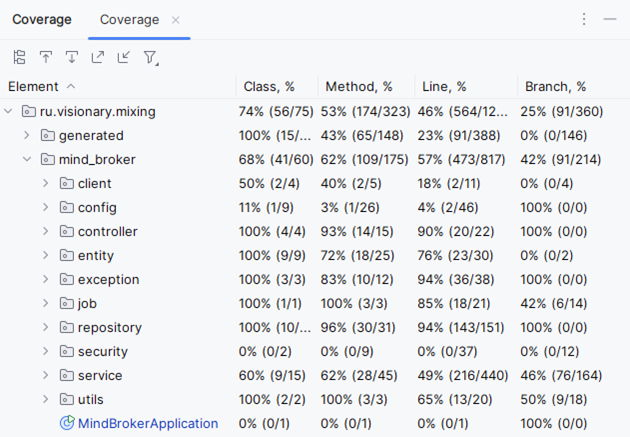 Coverage Coverage
Element Class, % Method, % Line, % Branch, %
ru.visionary.mixing 74% (56/75) 53% (174/323) 46% (564/12... 25% (91/360)
generated 100% (15/... 43% (65/148) 23% (91/388) 0% (0/146)
mind_broker 68% (41/60) 62% (109/175) 57% (473/817) 42% (91/214)
client 50% (2/4) 40% (2/5) 18% (2/11) 0% (0/4)
config 11% (1/9) 3% (1/26) 4% (2/46) 100% (0/0)
controller 100% (4/4) 93% (14/15) 90% (20/22) 100% (0/0)
entity 100% (9/9) 72% (18/25) 76% (23/30) 0% (0/2)
exception 100% (3/3) 83% (10/12) 94% (36/38) 100% (0/0)
job 100% (1/1) 100% (3/3) 85% (18/21) 42% (6/14)
repository 100% (10/... 96% (30/31) 94% (143/151) 100% (0/0)
security 0% (0/2) 0% (0/9) 0% (0/37) 0% (0/12)
service 60% (9/15) 62% (28/45) 49% (216/440) 46% (76/164)
utils 100% (2/2) 100% (3/3) 65% (13/20) 50% (9/18)
MindBrokerApplication 0% (0/1) 0% (0/1) 0% (0/1) 100% (0/0)